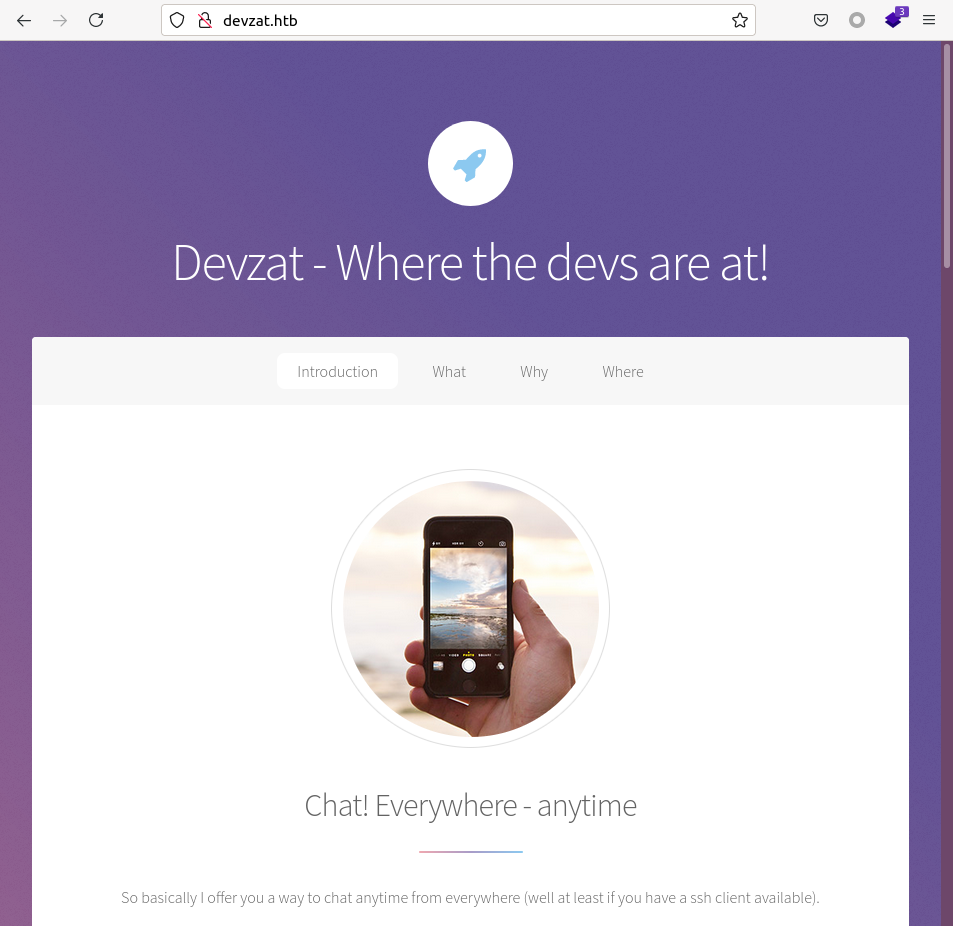 devzat.htb
3
Devzat - Where the devs are at!
Introduction What Why Where
Chat! Everywhere - anytime
So basically I offer you a way to chat anytime from everywhere (well at least if you have a ssh client available).